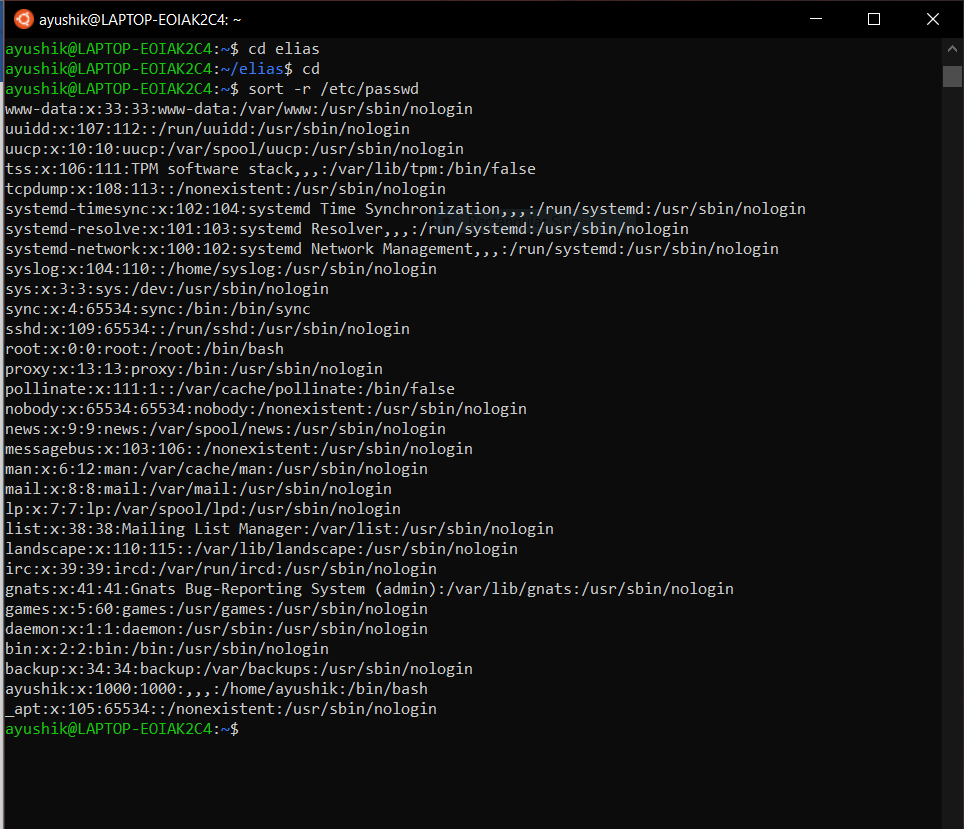 ayushik@LAPTOP-EOIAK2C4: ~
ayushik@LAPTOP-EOIAK2C4:~$ cd elias
ayushik@LAPTOP-EOIAK2C4:~/elias$ cd
ayushik@LAPTOP-EOIAK2C4:~$ sort -r /etc/passwd
www-data:x:33:33:www-data:/var/www:/usr/sbin/nologin
uuidd:x:107:112::/run/uuidd:/usr/sbin/nologin
uucp:x:10:10:uucp:/var/spool/uucp:/usr/sbin/nologin
tss:x:106:111:TPM software stack,,,:/var/lib/tpm:/bin/false
tcpdump:x:108:113::/nonexistent:/usr/sbin/nologin
systemd-timesync:x:102:104:systemd Time Synchronization,,,:/run/systemd:/usr/sbin/nologin
systemd-resolve:x:101:103:systemd Resolver,,,:/run/systemd:/usr/sbin/nologin
systemd-network:x:100:102:systemd Network Management,,,:/run/systemd:/usr/sbin/nologin
syslog:x:104:110::/home/syslog:/usr/sbin/nologin
sys:x:3:3:sys:/dev:/usr/sbin/nologin
sync:x:4:65534:sync:/bin:/bin/sync
sshd:x:109:65534::/run/sshd:/usr/sbin/nologin
root:x:0:0:root:/root:/bin/bash
proxy:x:13:13:proxy:/bin:/usr/sbin/nologin
pollinate:x:111:1::/var/cache/pollinate:/bin/false
nobody:x:65534:65534:nobody:/nonexistent:/usr/sbin/nologin
news:x:9:9:news:/var/spool/news:/usr/sbin/nologin
messagebus:x:103:106::/nonexistent:/usr/sbin/nologin
man:x:6:12:man:/var/cache/man:/usr/sbin/nologin
mail:x:8:8:mail:/var/mail:/usr/sbin/nologin
lp:x:7:7:lp:/var/spool/lpd:/usr/sbin/nologin
list:x:38:38:Mailing List Manager:/var/list:/usr/sbin/nologin
landscape:x:110:115::/var/lib/landscape:/usr/sbin/nologin
irc:x:39:39:ircd:/var/run/ircd:/usr/sbin/nologin
gnats:x:41:41:Gnats Bug-Reporting System (admin):/var/lib/gnats:/usr/sbin/nologin
games:x:5:60:games:/usr/games:/usr/sbin/nologin
daemon:x:1:1:daemon:/usr/sbin:/usr/sbin/nologin
bin:x:2:2:bin:/bin:/usr/sbin/nologin
backup:x:34:34:backup:/var/backups:/usr/sbin/nologin
ayushik:x:1000:1000:,,,:/home/ayushik:/bin/bash
_apt:x:105:65534::/nonexistent:/usr/sbin/nologin
ayushik@LAPTOP-EOIAK2C4:~$